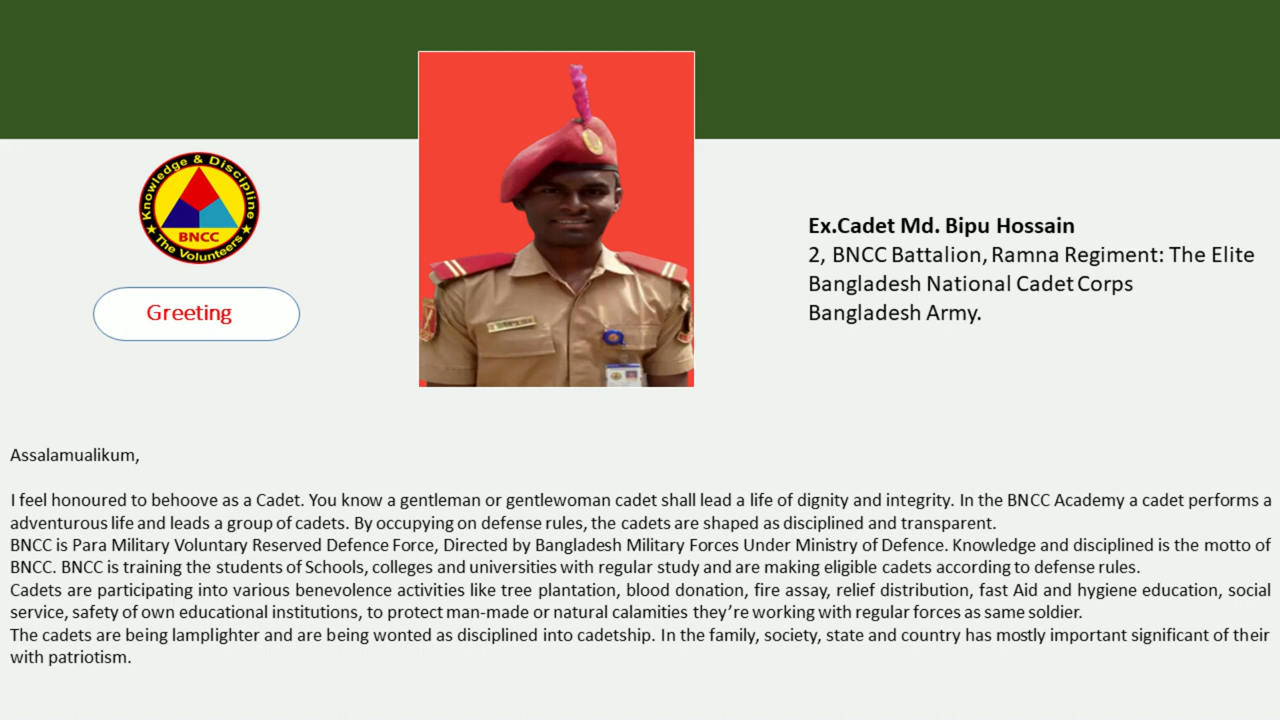 Knowledge & Discipline
BNCC
The Volunteers
Greeting
Ex.Cadet Md. Bipu Hossain
2, BNCC Battalion, Ramna Regiment: The Elite
Bangladesh National Cadet Corps
Bangladesh Army.
Assalamualikum,
I feel honoured to behoove as a Cadet. You know a gentleman or gentlewoman cadet shall lead a life of dignity and integrity. In the BNCC Academy a cadet performs a
adventurous life and leads a group of cadets. By occupying on defense rules, the cadets are shaped as disciplined and transparent.
BNCC is Para Military Voluntary Reserved Defence Force, Directed by Bangladesh Military Forces Under Ministry of Defence. Knowledge and disciplined is the motto of
BNCC. BNCC is training the students of Schools, colleges and universities with regular study and are making eligible cadets according to defense rules.
Cadets are participating into various benevolence activities like tree plantation, blood donation, fire assay, relief distribution, fast Aid and hygiene education, social
service, safety of own educational institutions, to protect man-made or natural calamities they’re working with regular forces as same soldier.
The cadets are being lamplighter and are being wonted as disciplined into cadetship. In the family, society, state and country has mostly important significant of their
with patriotism.